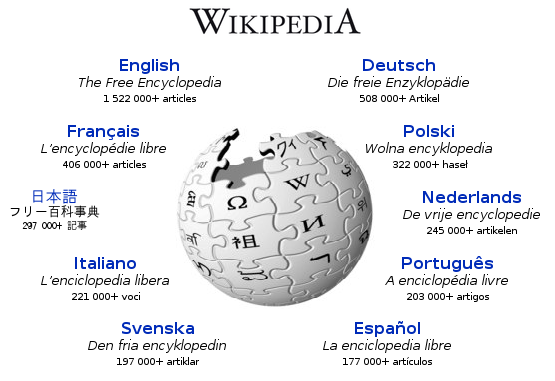 WIKIPEDIA
English
The Free Encyclopedia
1 522 000+ articles
Deutsch
Die freie Enzyklopädie
508 000+ Artikel
Français
L'encyclopédie libre
406 000+ articles
Polski
Wolna encyklopedia
322 000+ haseł
日本語
フリー百科事典
297 000+ 記事
Nederlands
De vrije encyclopedie
245 000+ artikelen
Italiano
L'enciclopedia libera
221 000+ voci
Português
A enciclopédia livre
203 000+ artigos
Svenska
Den fria encyklopedin
197 000+ artiklar
Español
La enciclopedia libre
177 000+ artículos
Ω
W
И